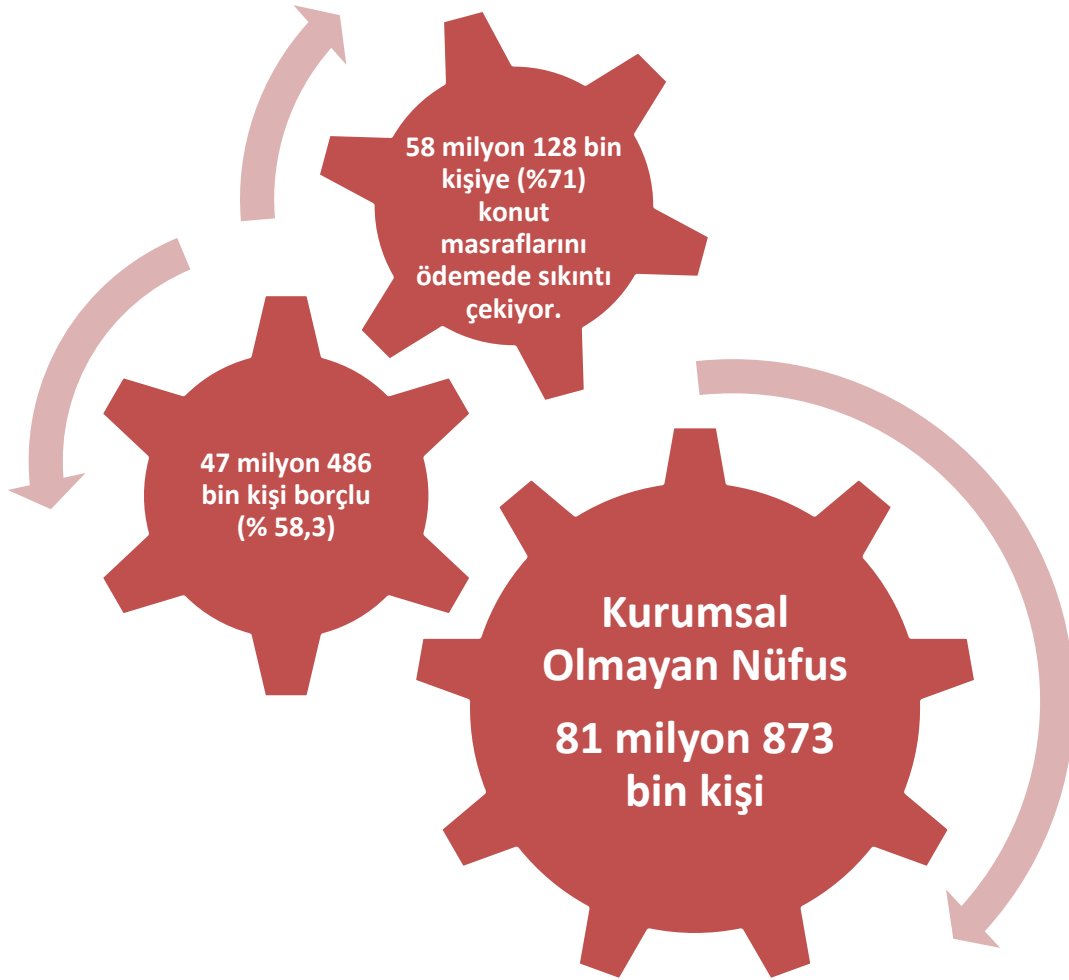 58 milyon 128 bin
kişiye (%71)
konut
masraflarını
ödemede sıkıntı
çekiyor.
47 milyon 486
bin kişi borçlu
(% 58,3)
Kurumsal
Olmayan Nüfus
81 milyon 873
bin kişi